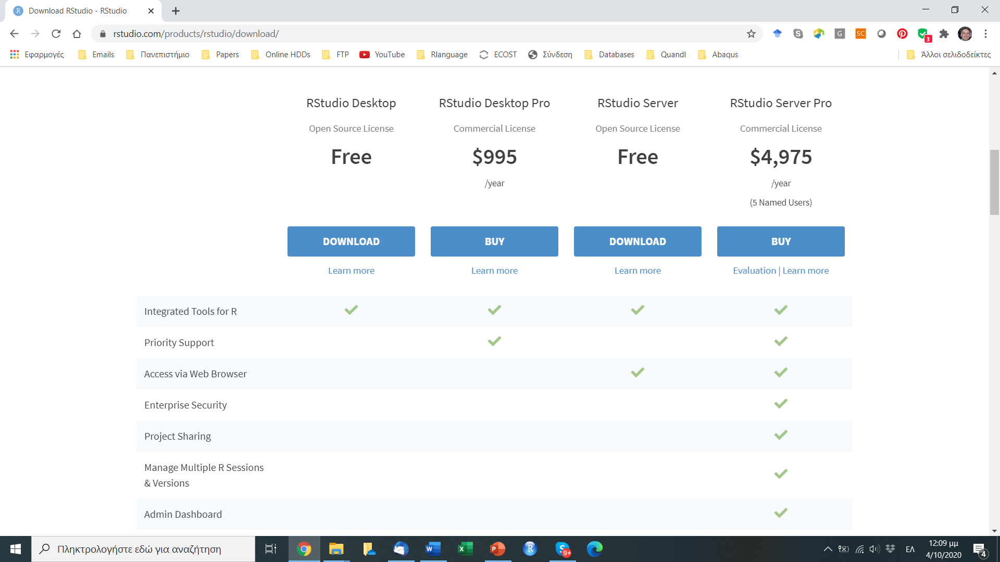 R Download RStudio - RStudio
rstudio.com/products/rstudio/download/
S G SC 3
Εφαρμογές Emails Πανεπιστήμιο Papers Online HDDs FTP YouTube Rlanguage ECOST Σύνδεση Databases Quandl Abaqus Άλλοι σελιδοδείκτες
RStudio Desktop RStudio Desktop Pro RStudio Server RStudio Server Pro
Open Source License Commercial License Open Source License Commercial License
Free $995 Free $4,975
/year /year
(5 Named Users)
DOWNLOAD BUY DOWNLOAD BUY
Learn more Learn more Learn more Evaluation | Learn more
Integrated Tools for R
Priority Support
Access via Web Browser
Enterprise Security
Project Sharing
Manage Multiple R Sessions
& Versions
Admin Dashboard
Πληκτρολογήστε εδώ για αναζήτηση W X P R S 9+ ΕΛ 12:09 μμ
4/10/2020 4